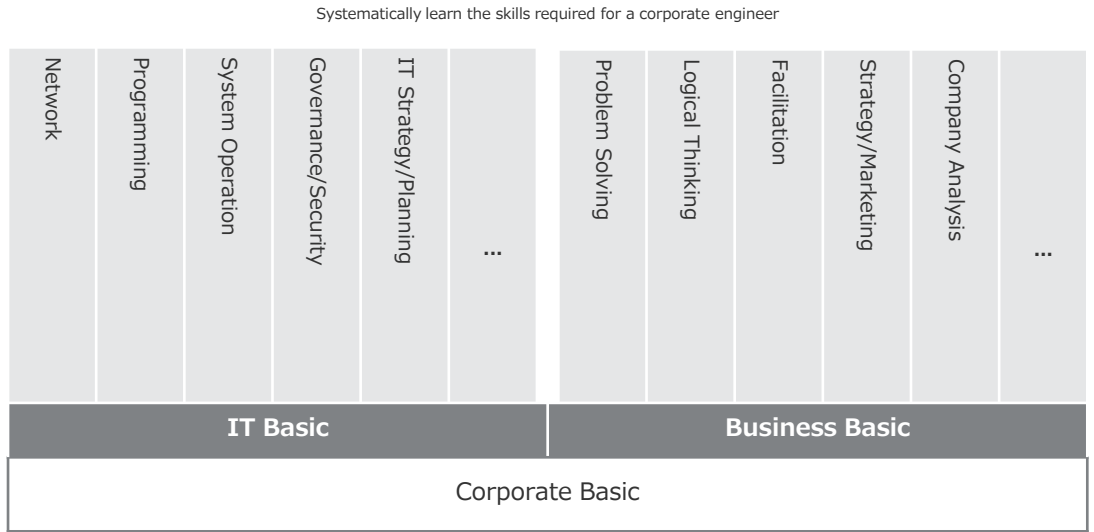 Systematically learn the skills required for a corporate engineer
Network
Programming
System Operation
Governance/Security
IT Strategy/Planning
...
Problem Solving
Logical Thinking
Facilitation
Strategy/Marketing
Company Analysis
...
IT Basic
Business Basic
Corporate Basic